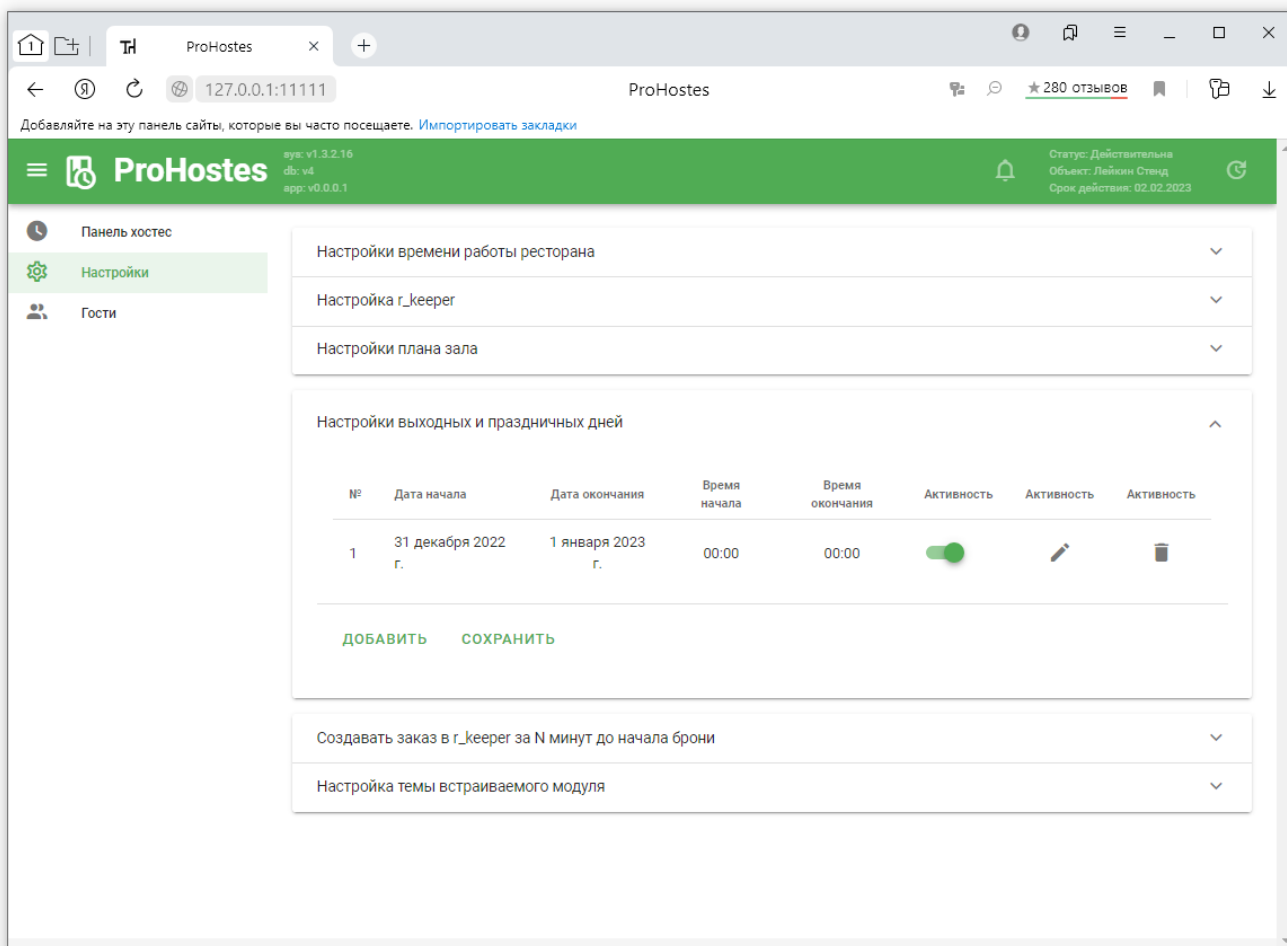 1
ProHostes
Я
127.0.0.1:11111
ProHostes
★ 280 отзывов
Добавляйте на эту панель сайты, которые вы часто посещаете. Импортировать закладки
ProHostes
sys: v1.3.2.16
db: v4
app: v0.0.0.1
Статус: Действительна
Объект: Лейкин Стенд
Срок действия: 02.02.2023
Панель хостес
Настройки
Гости
Настройки времени работы ресторана
Настройка r_keeper
Настройки плана зала
Настройки выходных и праздничных дней
№ Дата начала Дата окончания Время начала Время окончания Активность Активность Активность
1 31 декабря 2022 г. 1 января 2023 г. 00:00 00:00
ДОБАВИТЬ СОХРАНИТЬ
Создавать заказ в r_keeper за N минут до начала брони
Настройка темы встраиваемого модуля